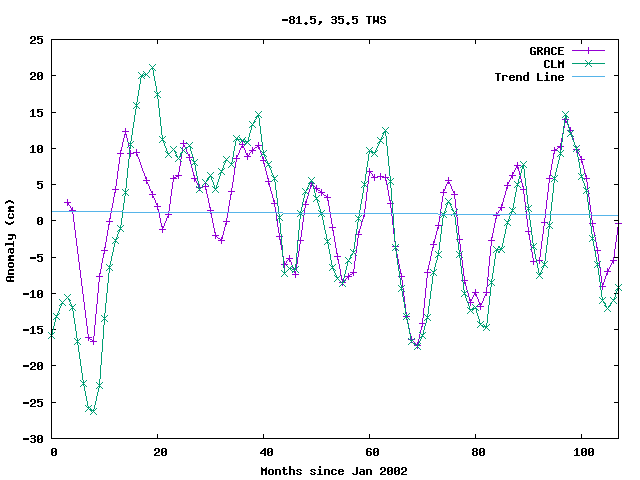 -81.5, 35.5 TWS
GRACE
CLM
Trend Line
Anomaly (cm)
25
20
15
10
5
0
-5
-10
-15
-20
-25
-30
0 20 40 60 80 100
Months since Jan 2002